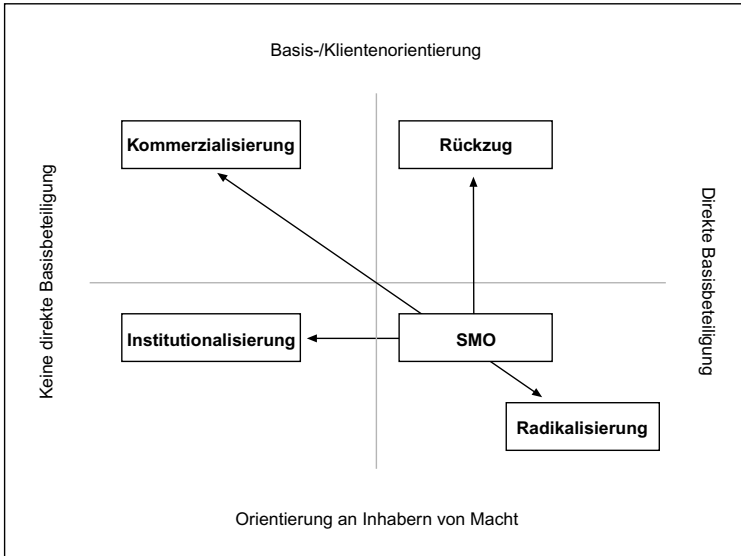 Basis-/Klientenorientierung
Kommerzialisierung
Rückzug
Keine direkte Basisbeteiligung
Direkte Basisbeteiligung
Institutionalisierung
SMO
Radikalisierung
Orientierung an Inhabern von Macht